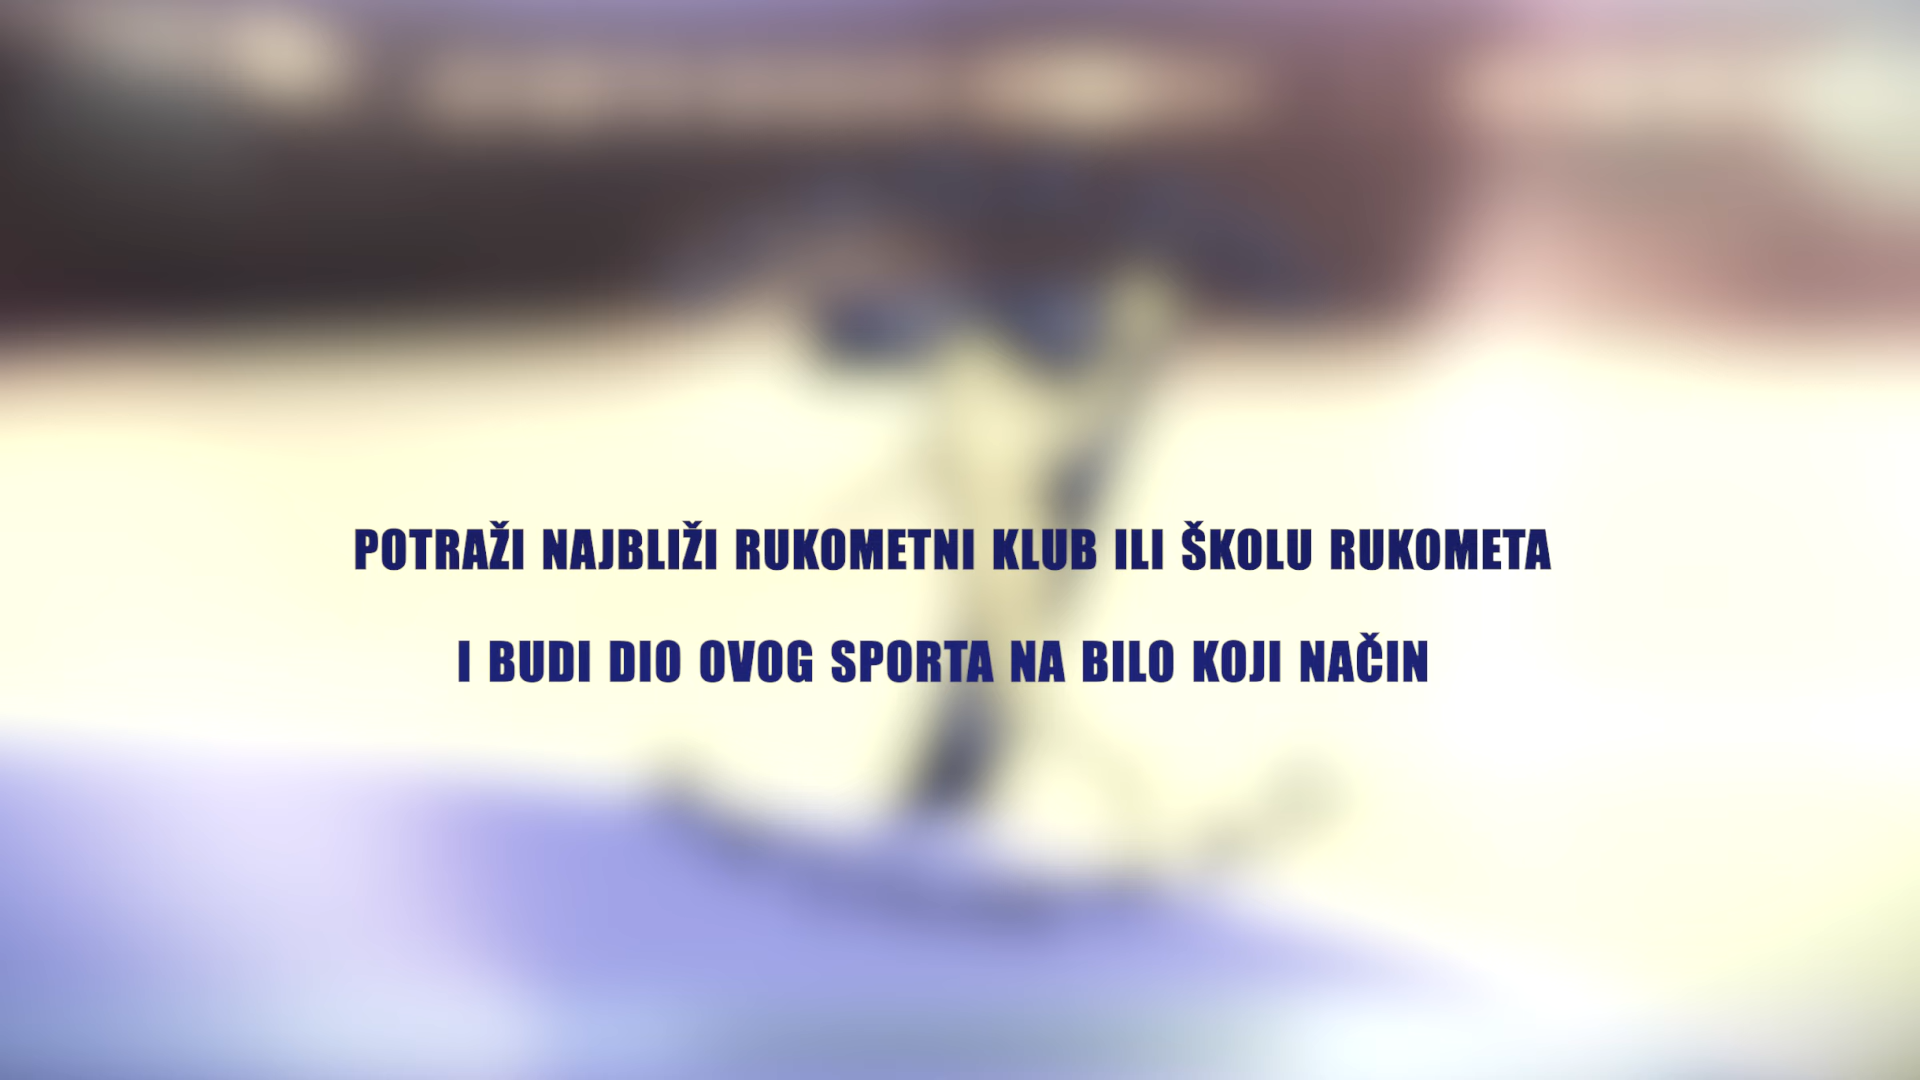 POTRAŽI NAJBLIŽI RUKOMETNI KLUB ILI ŠKOLU RUKOMETA
I BUDI DIO OVOG SPORTA NA BILO KOJI NAČIN